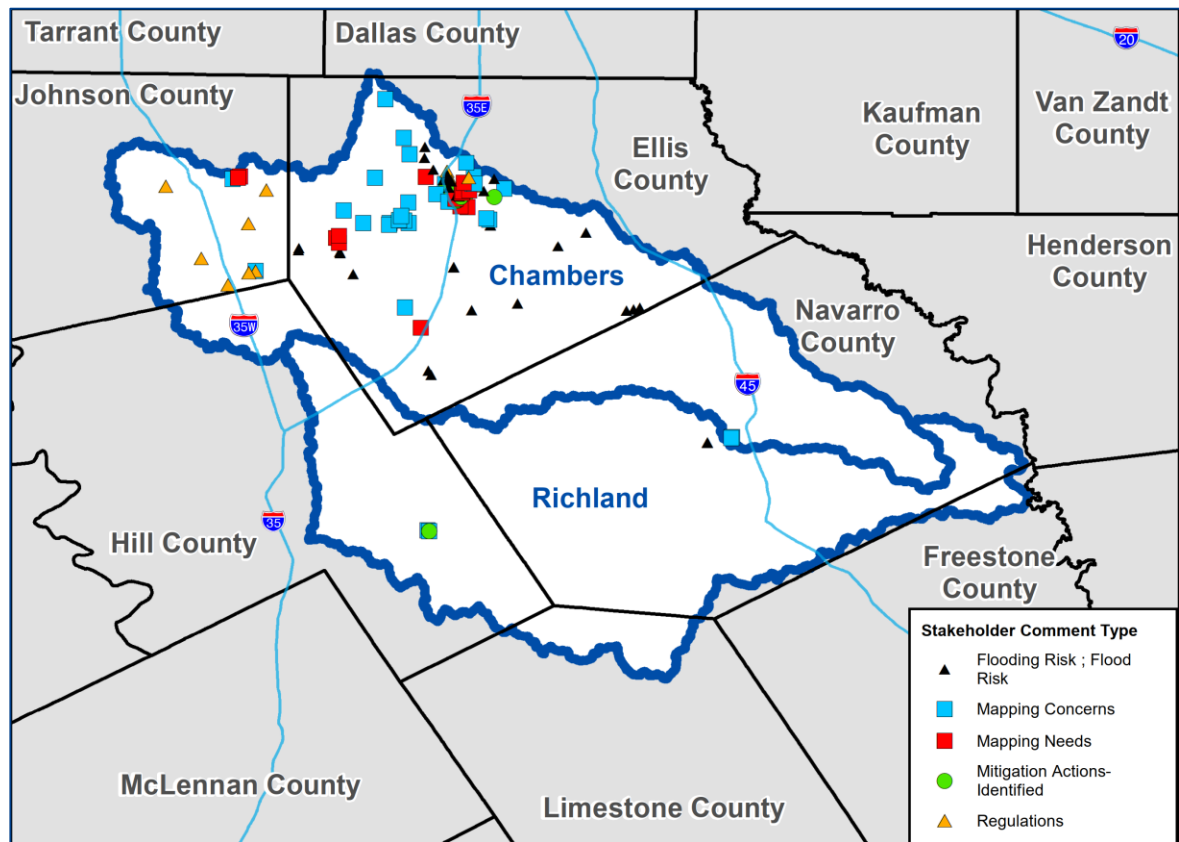 Tarrant County
Dallas County
20
Johnson County
35E
Kaufman
County
Van Zandt
County
Ellis
County
Henderson
County
Chambers
Navarro
County
35W
45
Richland
35
Hill County
Freestone
County
McLennan County
Limestone County
Stakeholder Comment Type
Flooding Risk ; Flood
Risk
Mapping Concerns
Mapping Needs
Mitigation Actions-
Identified
Regulations